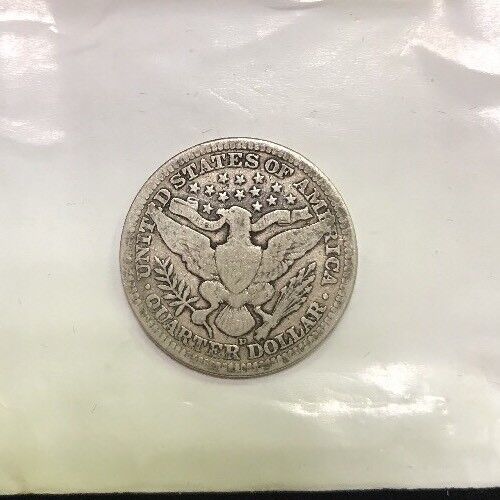 UNITED STATES OF AMERICA
D
· QUARTER DOLLAR ·